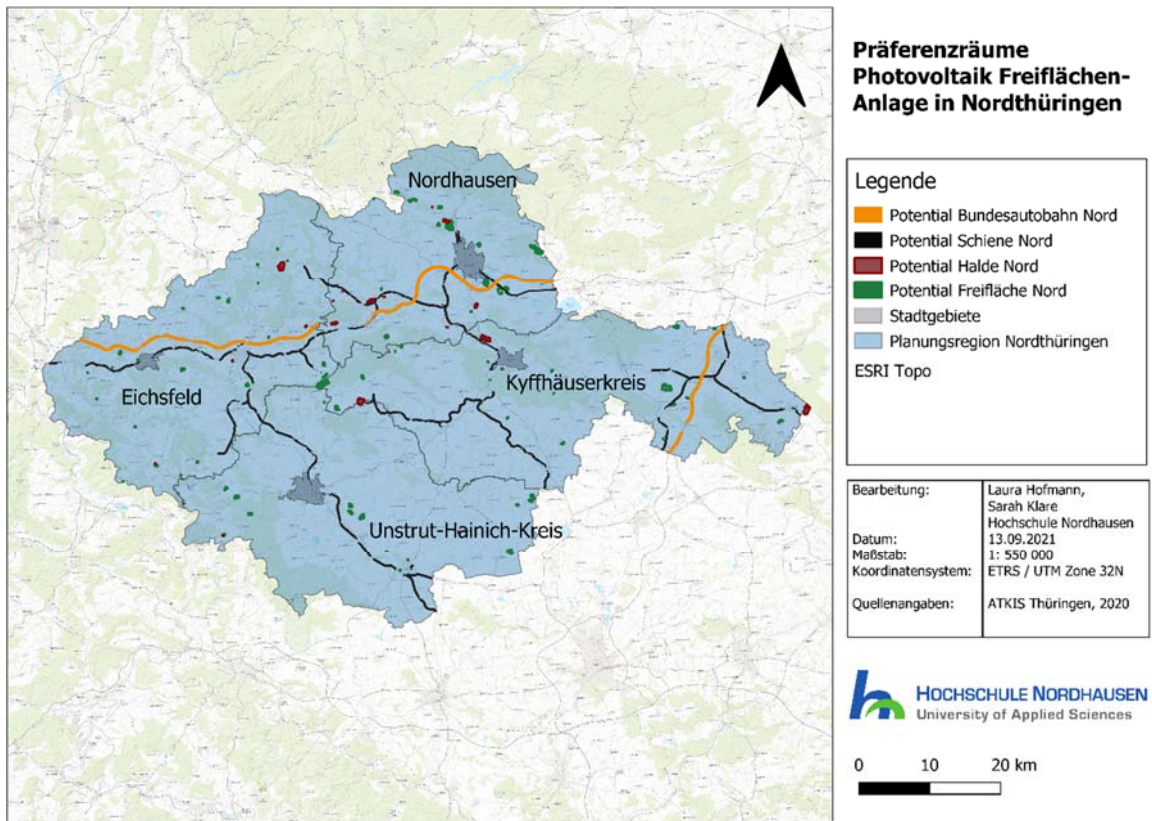 Präferenzräume
Photovoltaik Freiflächen-
Anlage in Nordthüringen
Legende
Potential Bundesautobahn Nord
Potential Schiene Nord
Potential Halde Nord
Potential Freifläche Nord
Stadtgebiete
Planungsregion Nordthüringen
ESRI Topo
Nordhausen
Eichsfeld
Kyffhäuserkreis
Unstrut-Hainich-Kreis
Bearbeitung: Laura Hofmann,
Sarah Klare
Hochschule Nordhausen
Datum: 13.09.2021
Maßstab: 1: 550 000
Koordinatensystem: ETRS / UTM Zone 32N
Quellenangaben: ATKIS Thüringen, 2020
HOCHSCHULE NORDHAUSEN
University of Applied Sciences
0 10 20 km